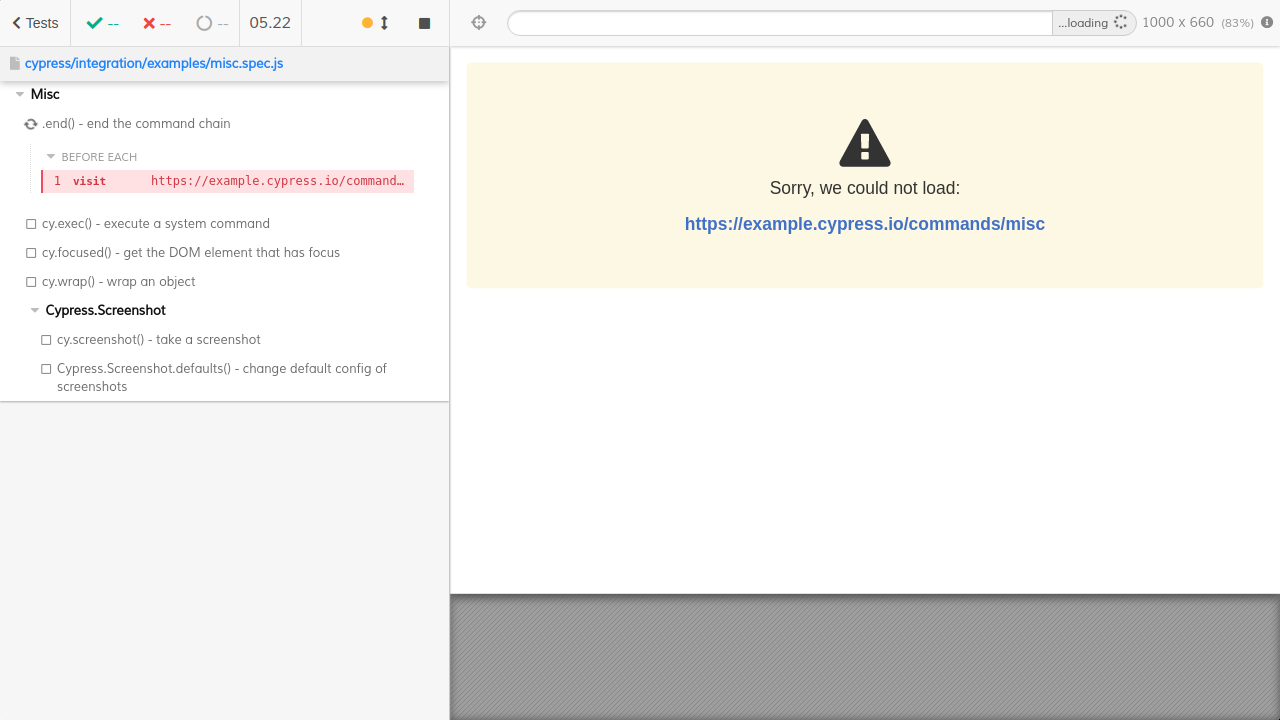 Tests
--
--
--
05.22
...loading
1000 x 660 (83%)
cypress/integration/examples/misc.spec.js
Misc
.end() - end the command chain
BEFORE EACH
1 visit https://example.cypress.io/command...
cy.exec() - execute a system command
cy.focused() - get the DOM element that has focus
cy.wrap() - wrap an object
Cypress.Screenshot
cy.screenshot() - take a screenshot
Cypress.Screenshot.defaults() - change default config of
screenshots
Sorry, we could not load:
https://example.cypress.io/commands/misc